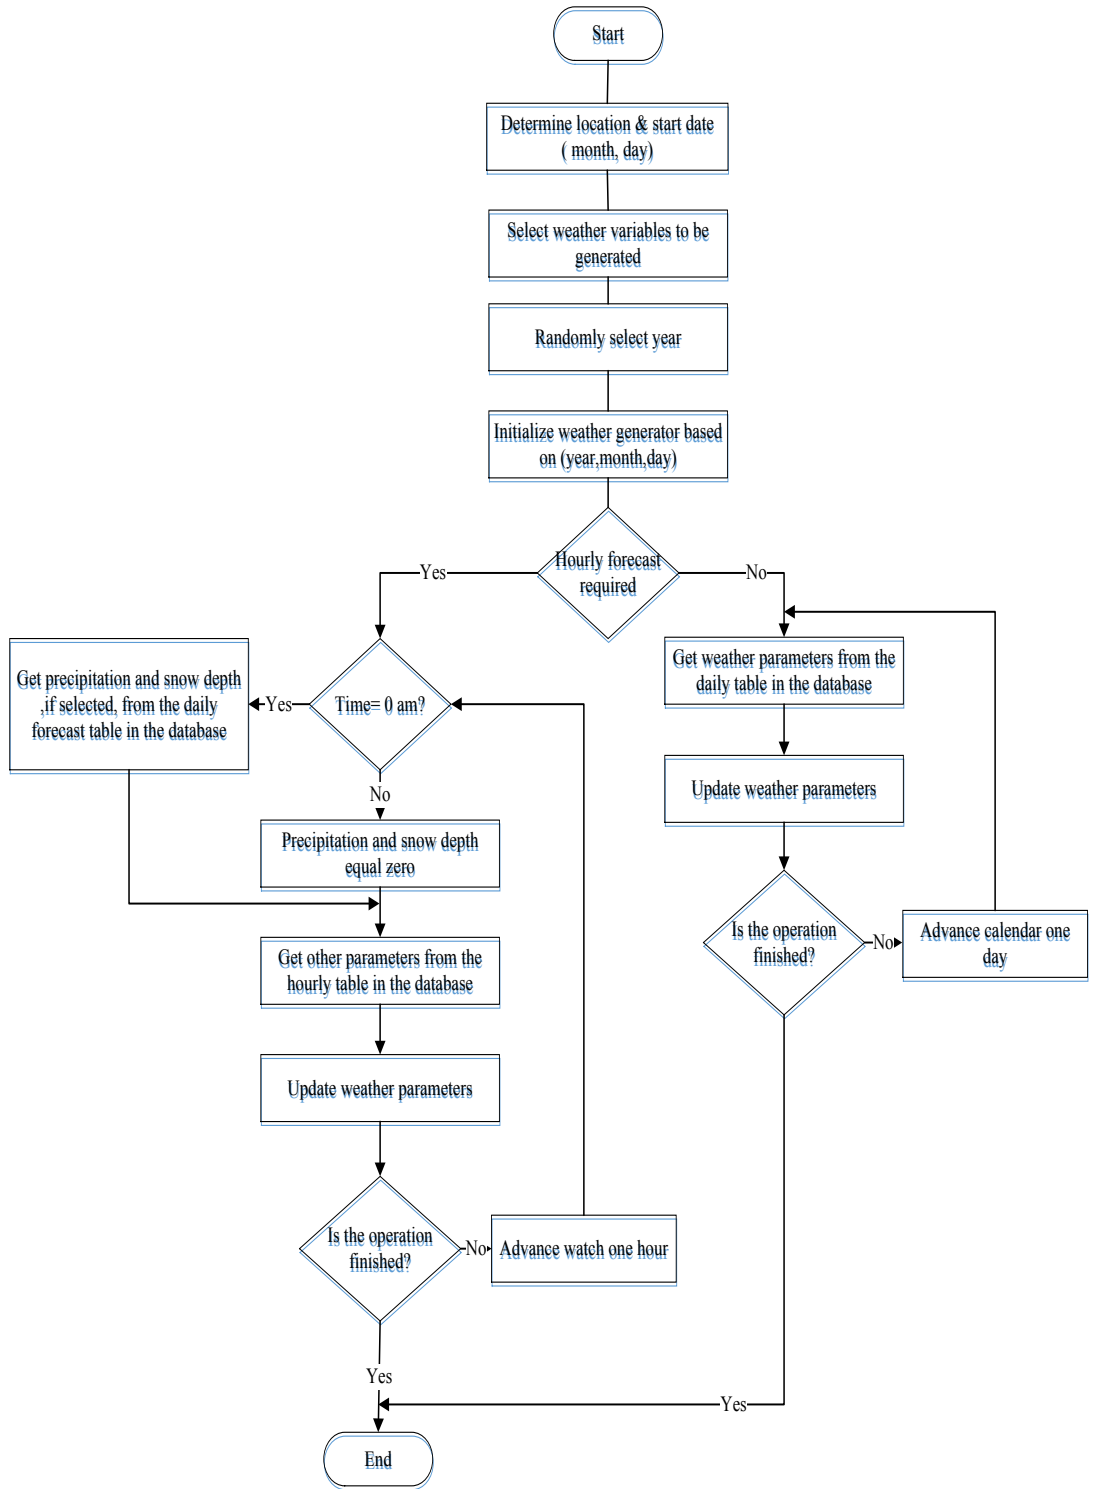 Start
Determine location & start date
( month, day)
Select weather variables to be
generated
Randomly select year
Initialize weather generator based
on (year,month,day)
Hourly forecast
required
Yes
No
Get precipitation and snow depth
,if selected, from the daily
forecast table in the database
Yes
Time= 0 am?
No
Precipitation and snow depth
equal zero
Get other parameters from the
hourly table in the database
Update weather parameters
Is the operation
finished?
No
Advance watch one hour
Yes
Get weather parameters from the
daily table in the database
Update weather parameters
Is the operation
finished?
No
Advance calendar one
day
Yes
End